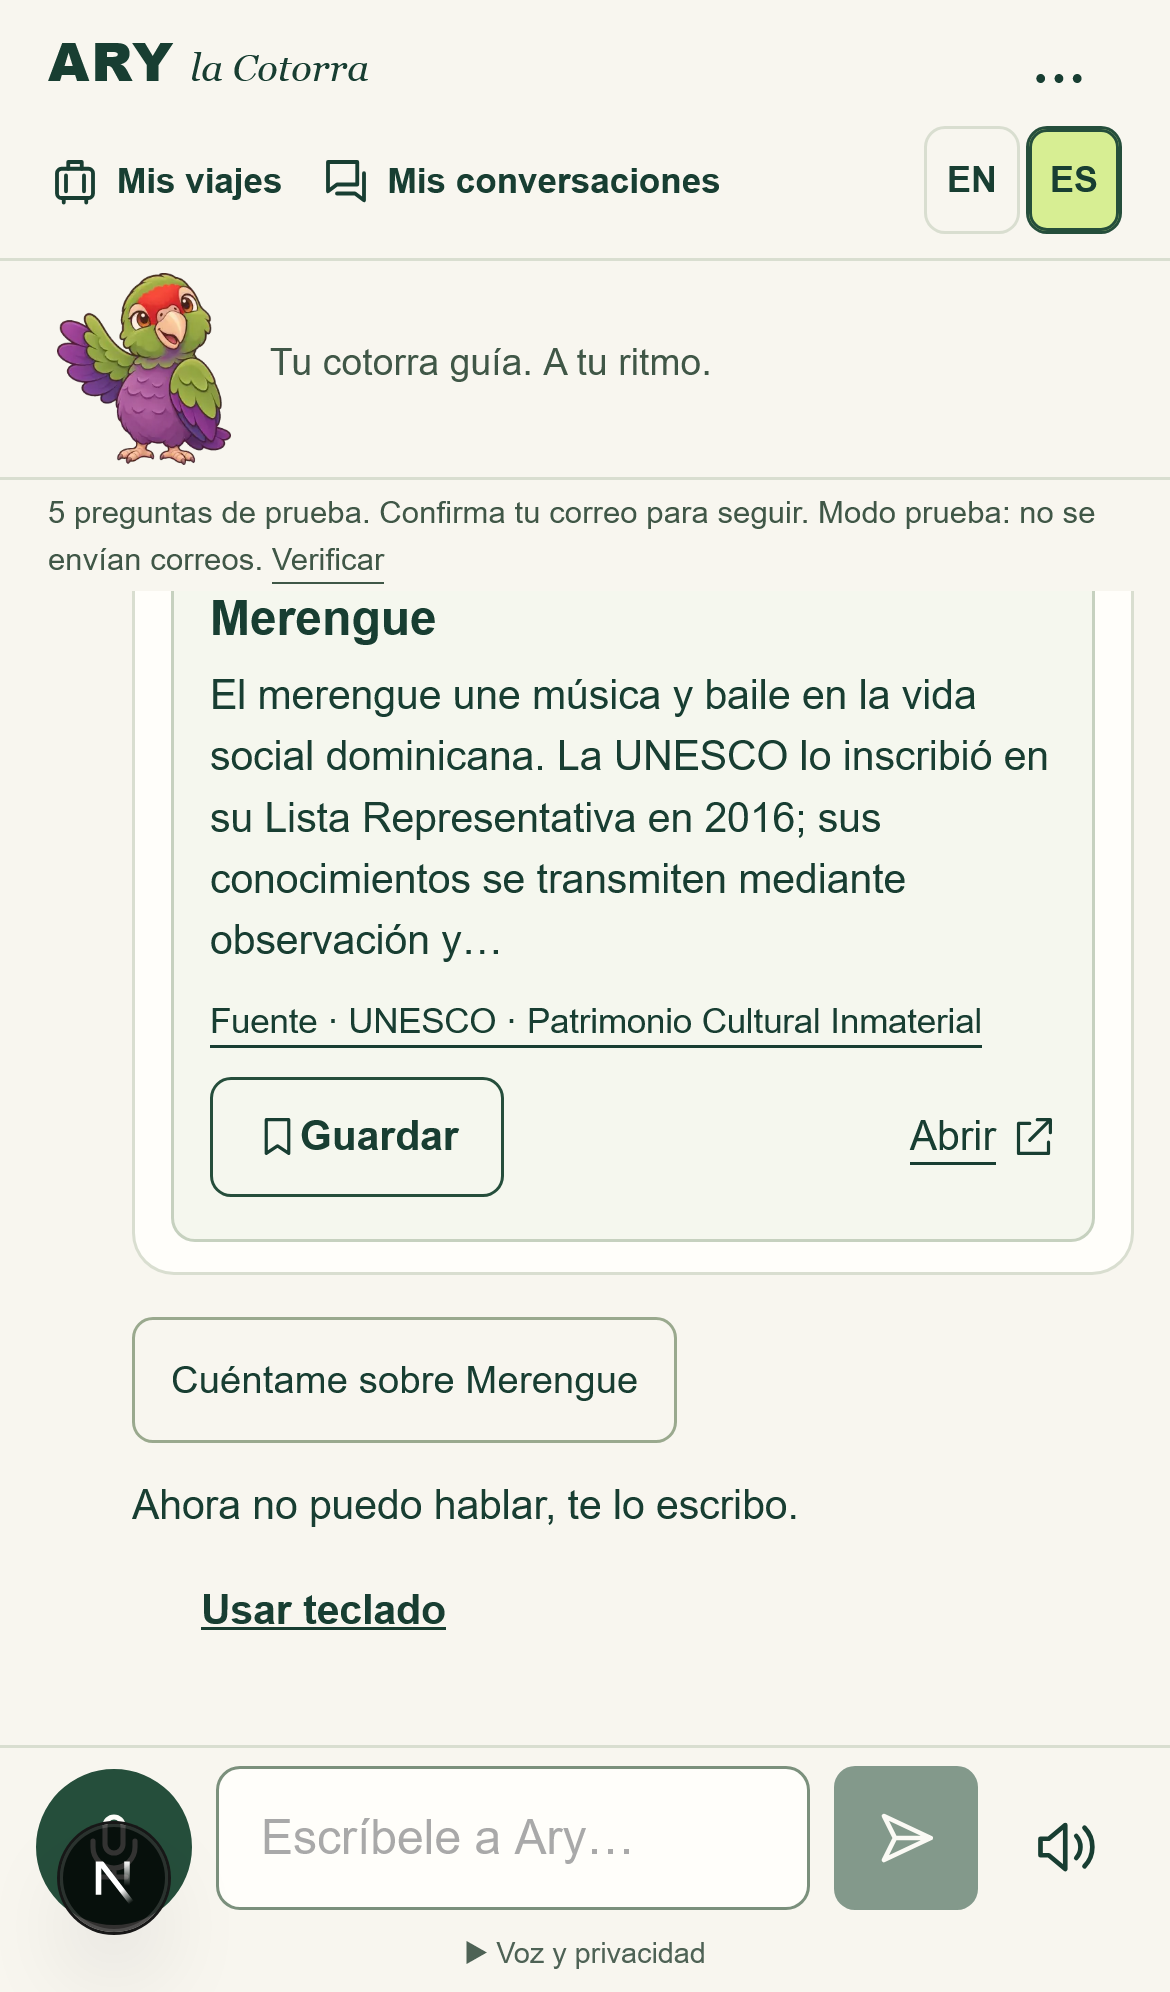 ARY la Cotorra
...
Mis viajes Mis conversaciones EN ES
Tu cotorra guía. A tu ritmo.
5 preguntas de prueba. Confirma tu correo para seguir. Modo prueba: no se
envían correos. Verificar
Merengue
El merengue une música y baile en la vida
social dominicana. La UNESCO lo inscribió en
su Lista Representativa en 2016; sus
conocimientos se transmiten mediante
observación y…
Fuente · UNESCO · Patrimonio Cultural Inmaterial
Guardar Abrir
Cuéntame sobre Merengue
Ahora no puedo hablar, te lo escribo.
Usar teclado
N
Escríbele a Ary…
▶ Voz y privacidad